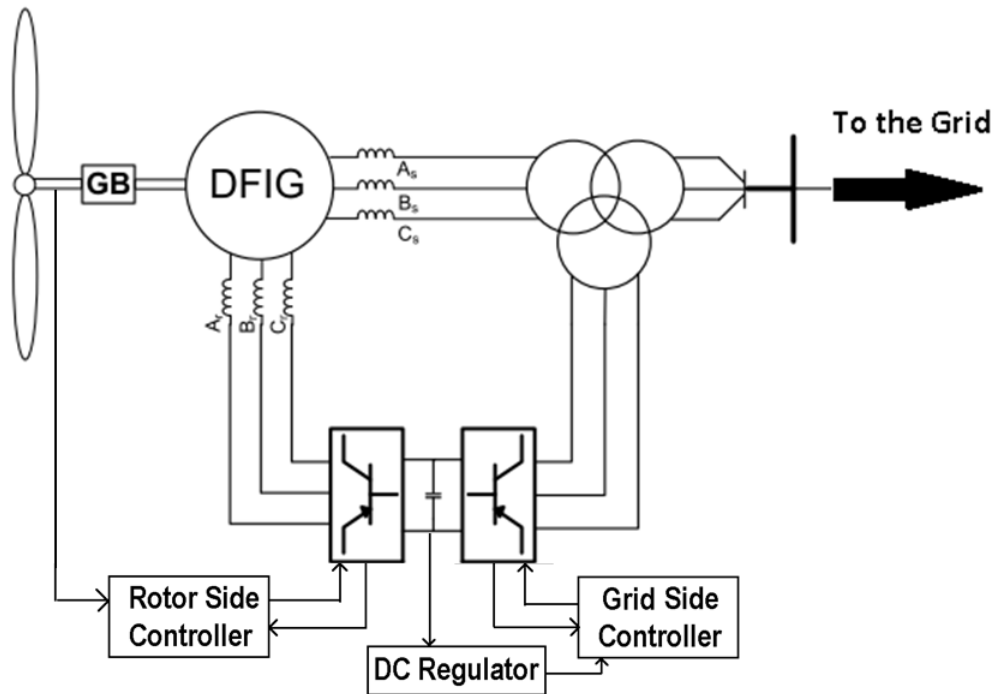 To the Grid
GB
DFIG
As
Bs
Cs
Ar
Br
Cr
Rotor Side
Controller
Grid Side
Controller
DC Regulator